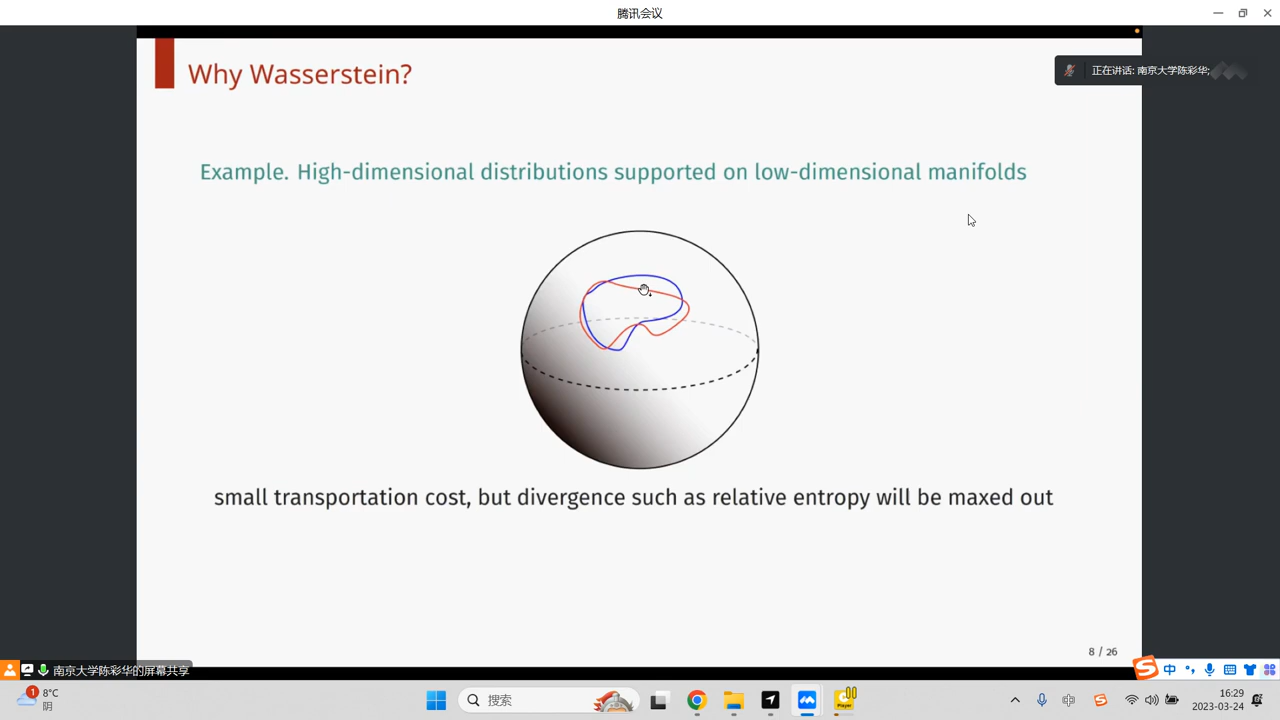 腾讯会议
Why Wasserstein?
正在讲话: 南京大学陈彩华;
Example. High-dimensional distributions supported on low-dimensional manifolds
small transportation cost, but divergence such as relative entropy will be maxed out
8 / 26
南京大学陈彩华的屏幕共享
中
1
8°C
阴
搜索
Player
中
16:29
2023-03-24